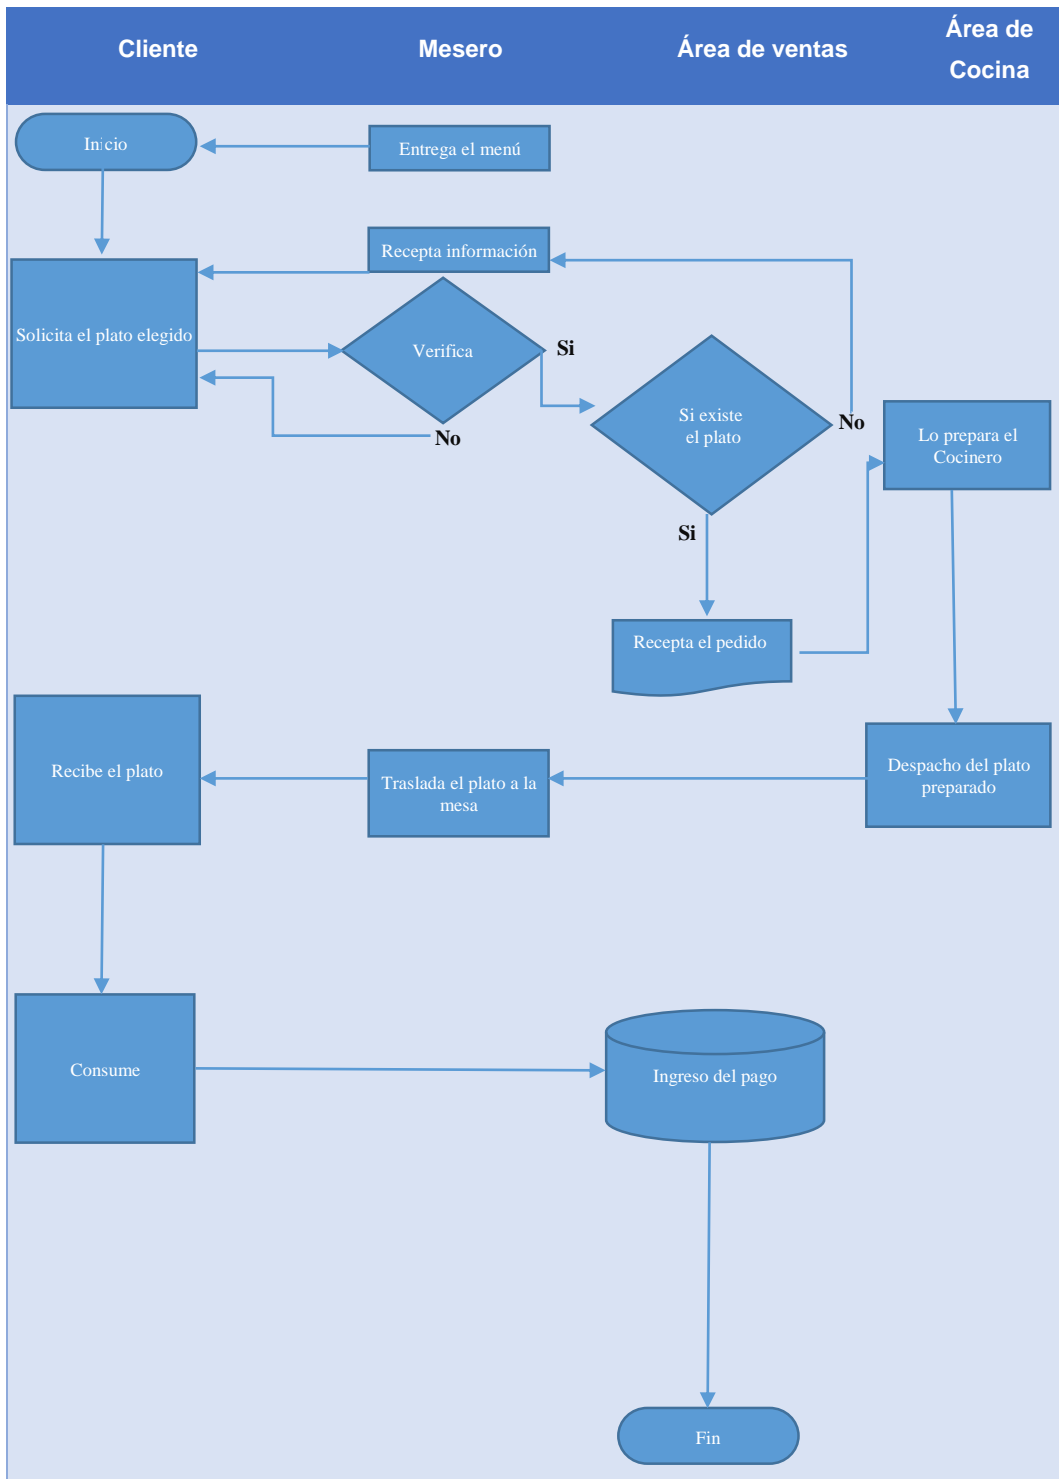 Cliente
Mesero
Área de ventas
Área de
Cocina
Inicio
Entrega el menú
Recepta información
Solicita el plato elegido
Verifica
Si
No
Si existe
el plato
No
Si
Lo prepara el
Cocinero
Recepta el pedido
Recibe el plato
Traslada el plato a la
mesa
Despacho del plato
preparado
Consume
Ingreso del pago
Fin